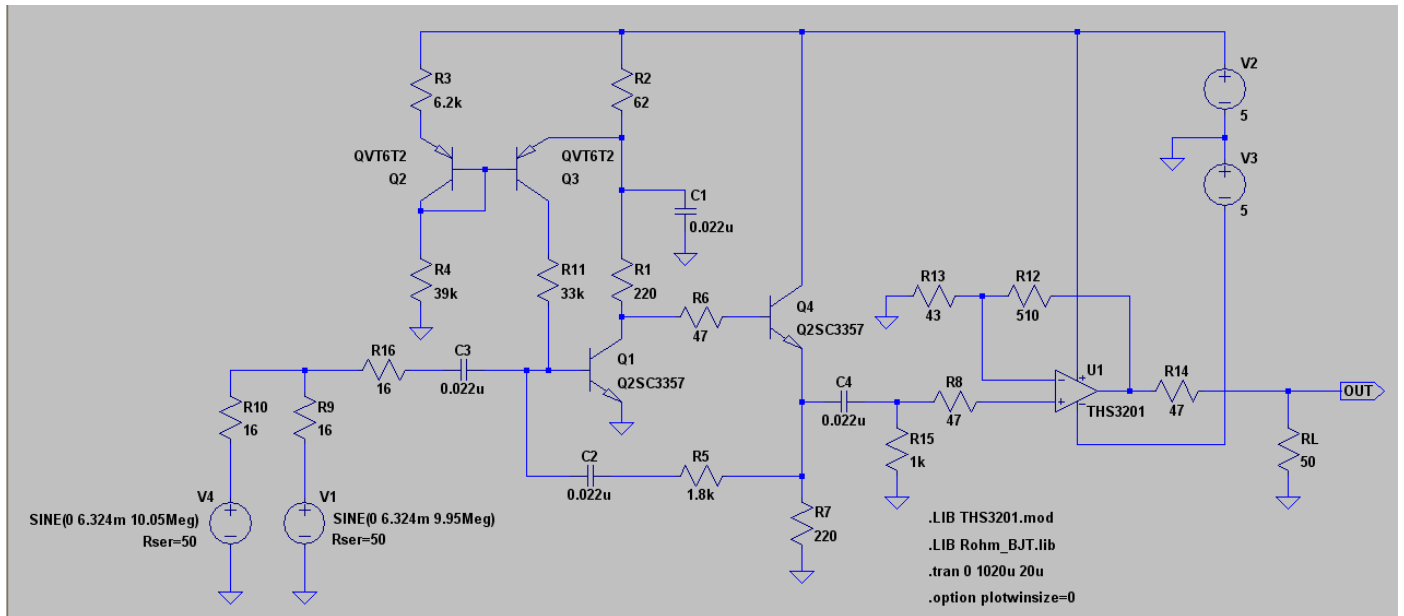 R3
6.2k
R2
62
V2
5
QVT6T2
Q2
QVT6T2
Q3
V3
5
C1
0.022u
R4
39k
R11
33k
R1
220
R6
47
Q4
Q2SC3357
R13
43
R12
510
R16
16
C3
0.022u
Q1
Q2SC3357
U1
THS3201
R14
47
OUT
R10
16
R9
16
C4
0.022u
R8
47
R15
1k
RL
50
C2
0.022u
R5
1.8k
V4
SINE(0 6.324m 10.05Meg)
Rser=50
V1
SINE(0 6.324m 9.95Meg)
Rser=50
R7
220
.LIB THS3201.mod
.LIB Rohm_BJT.lib
.tran 0 1020u 20u
.option plotwinsize=0